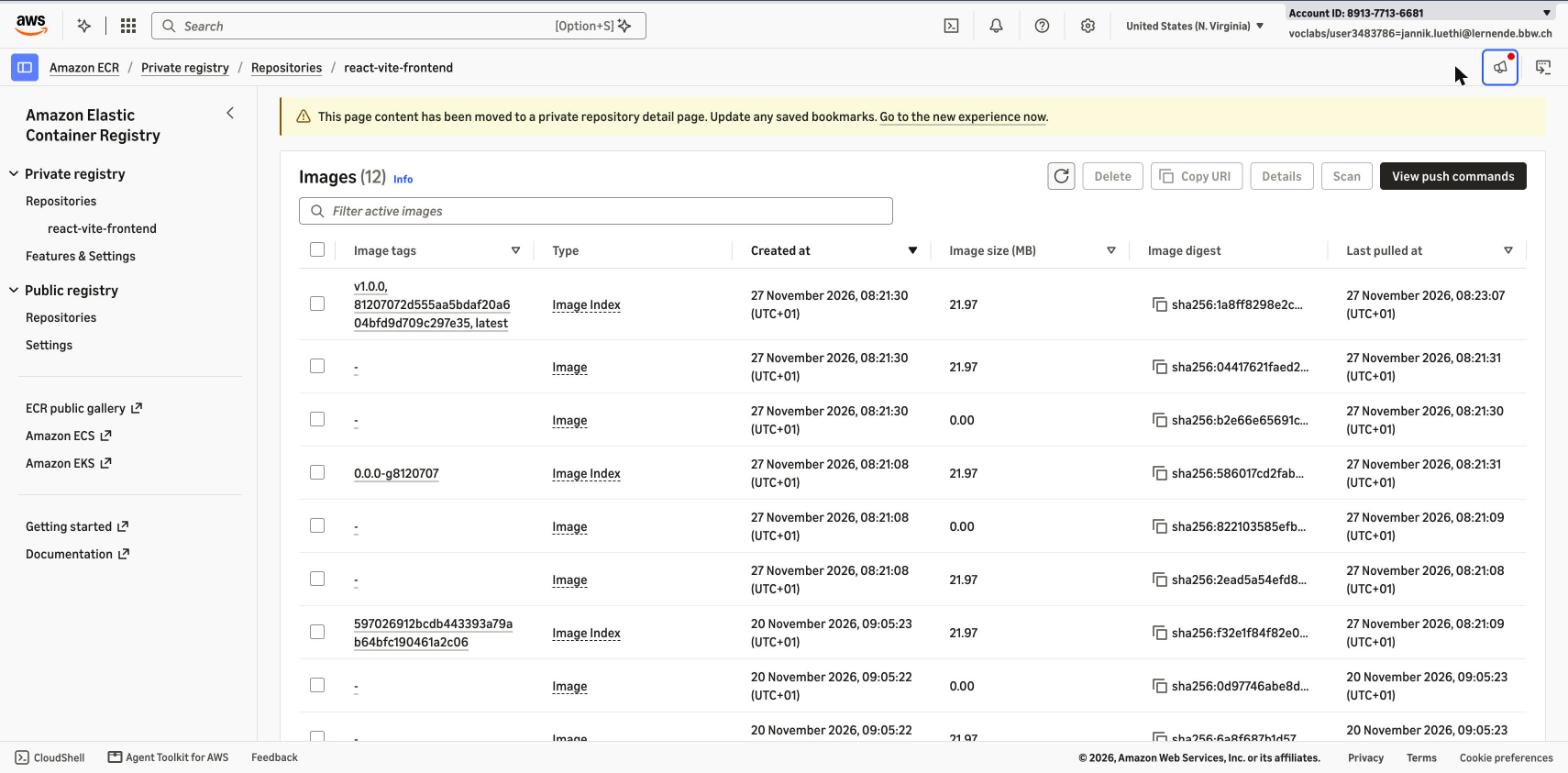 aws
Search [Option+S]
United States (N. Virginia)
Account ID: 8913-7713-6681
voclabs/user3483786=jannik.luethi@lernende.bbw.ch
Amazon ECR / Private registry / Repositories / react-vite-frontend
Amazon Elastic
Container Registry
Private registry
Repositories
react-vite-frontend
Features & Settings
Public registry
Repositories
Settings
ECR public gallery
Amazon ECS
Amazon EKS
Getting started
Documentation
This page content has been moved to a private repository detail page. Update any saved bookmarks. Go to the new experience now.
Images (12) Info
Delete Copy URI Details Scan View push commands
Filter active images
Image tags Type Created at Image size (MB) Image digest Last pulled at
v1.0.0,
81207072d555aa5bdaf20a6
04bfd9d709c297e35, latest
Image Index
27 November 2026, 08:21:30
(UTC+01)
21.97
sha256:1a8ff8298e2c...
27 November 2026, 08:23:07
(UTC+01)
-
Image
27 November 2026, 08:21:30
(UTC+01)
21.97
sha256:04417621faed2...
27 November 2026, 08:21:31
(UTC+01)
-
Image
27 November 2026, 08:21:30
(UTC+01)
0.00
sha256:b2e66e65691c...
27 November 2026, 08:21:30
(UTC+01)
0.0.0-g8120707
Image Index
27 November 2026, 08:21:08
(UTC+01)
21.97
sha256:586017cd2fab...
27 November 2026, 08:21:31
(UTC+01)
-
Image
27 November 2026, 08:21:08
(UTC+01)
0.00
sha256:822103585efb...
27 November 2026, 08:21:09
(UTC+01)
-
Image
27 November 2026, 08:21:08
(UTC+01)
21.97
sha256:2ead5a54efd8...
27 November 2026, 08:21:08
(UTC+01)
597026912bcdb443393a79a
b64bfc190461a2c06
Image Index
20 November 2026, 09:05:23
(UTC+01)
21.97
sha256:f32e1f84f82e0...
27 November 2026, 08:21:09
(UTC+01)
-
Image
20 November 2026, 09:05:22
(UTC+01)
0.00
sha256:0d97746abe8d...
20 November 2026, 09:05:23
(UTC+01)
-
Image
20 November 2026, 09:05:22
21.97
sha256:6a8f687b1d57
20 November 2026, 09:05:23
CloudShell Agent Toolkit for AWS Feedback
© 2026, Amazon Web Services, Inc. or its affiliates. Privacy Terms Cookie preferences